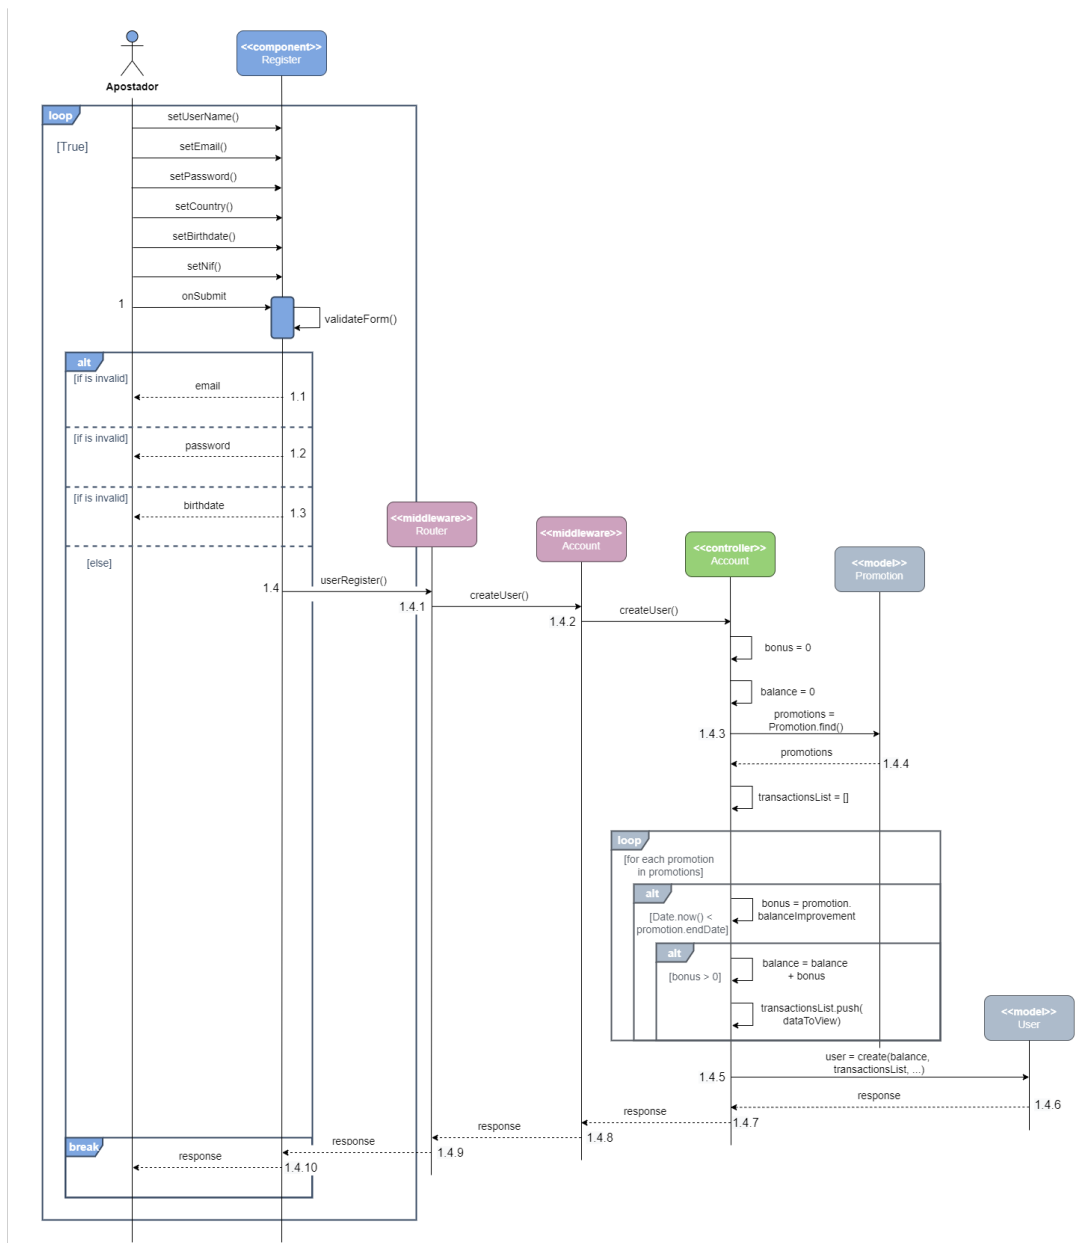 Apostador
<<component>>
Register
loop
[True]
setUserName()
setEmail()
setPassword()
setCountry()
setBirthdate()
setNif()
1
onSubmit
validateForm()
alt
[if is invalid]
email
1.1
[if is invalid]
password
1.2
[if is invalid]
birthdate
1.3
[else]
<<middleware>>
Router
<<middleware>>
Account
<<controller>>
Account
<<model>>
Promotion
1.4
userRegister()
1.4.1
createUser()
1.4.2
createUser()
bonus = 0
balance = 0
promotions =
Promotion.find()
1.4.3
promotions
1.4.4
transactionsList = []
loop
[for each promotion
in promotions]
alt
[Date.now() <
promotion.endDate]
bonus = promotion.
balanceImprovement
alt
[bonus > 0]
balance = balance
+ bonus
transactionsList.push(
dataToView)
<<model>>
User
user = create(balance,
transactionsList, ...)
1.4.5
response
1.4.6
response
1.4.7
response
1.4.8
response
1.4.9
break
response
1.4.10